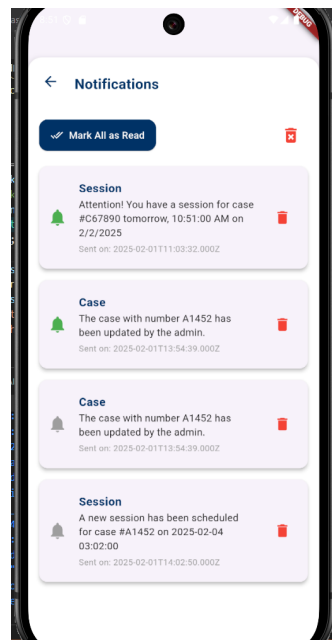 DEBUG
Notifications
Mark All as Read
Session
Attention! You have a session for case
#C67890 tomorrow, 10:51:00 AM on
2/2/2025
Sent on: 2025-02-01T11:03:32.000Z
Case
The case with number A1452 has
been updated by the admin.
Sent on: 2025-02-01T13:54:39.000Z
Case
The case with number A1452 has
been updated by the admin.
Sent on: 2025-02-01T13:54:39.000Z
Session
A new session has been scheduled
for case #A1452 on 2025-02-04
03:02:00
Sent on: 2025-02-01T14:02:50.000Z